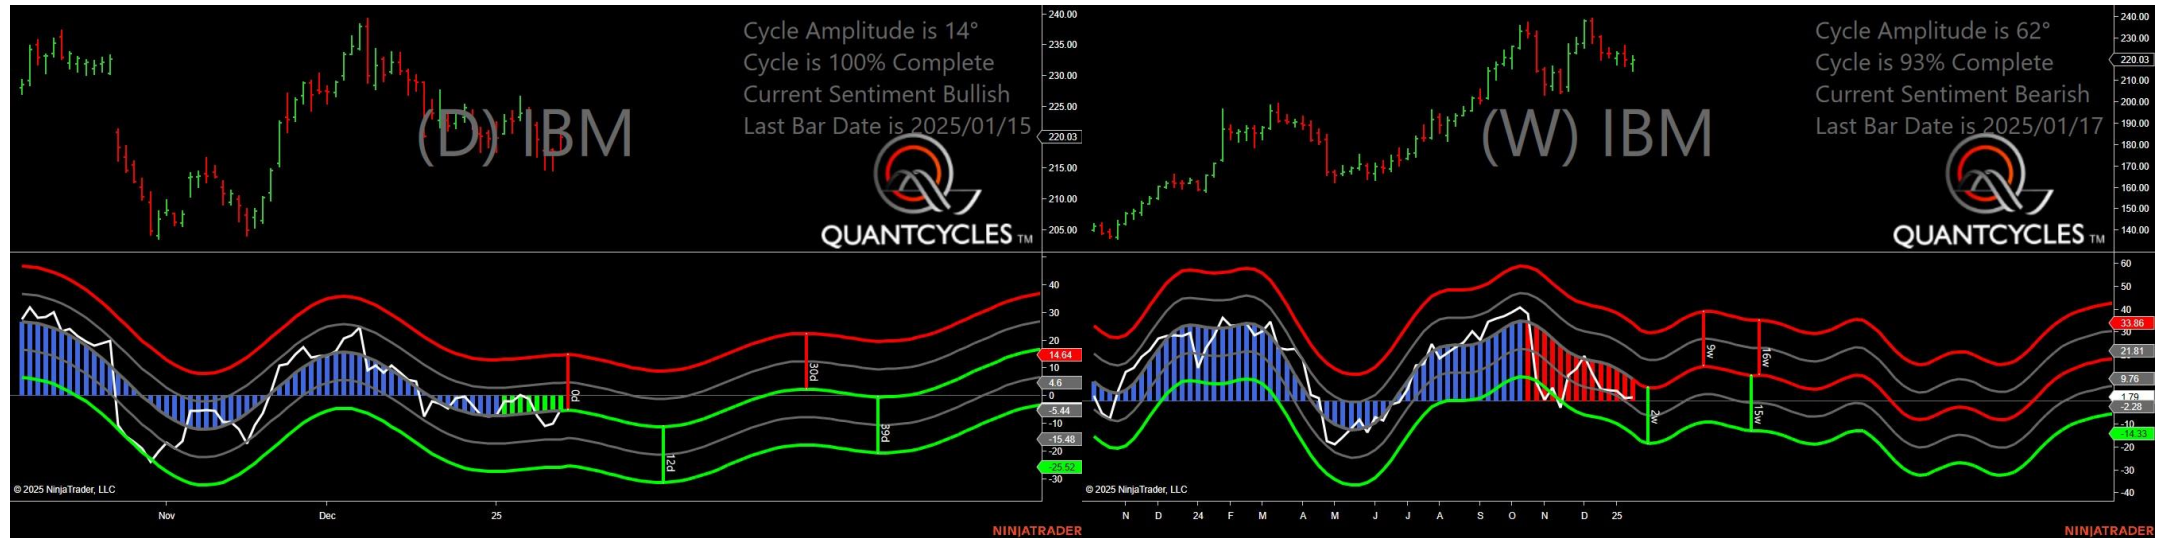 Cycle Amplitude is 14°
Cycle is 100% Complete
Current Sentiment Bullish
Last Bar Date is 2025/01/15
(D) IBM
QUANTCYCLES TM
240.00
235.00
230.00
225.00
220.03
215.00
210.00
205.00
40
30
20
14.64
4.6
0
-5.44
-10
-15.48
-20
-25.52
-30
0d
12d
30d
39d
© 2025 NinjaTrader, LLC
Nov
Dec
25
NINJATRADER
Cycle Amplitude is 62°
Cycle is 93% Complete
Current Sentiment Bearish
Last Bar Date is 2025/01/17
(W) IBM
QUANTCYCLES TM
240.00
230.00
220.03
210.00
200.00
190.00
180.00
170.00
160.00
150.00
140.00
60
50
40
33.86
30
21.81
9.76
1.79
-2.28
-10
-14.33
-20
-30
-40
2w
9w
15w
16w
© 2025 NinjaTrader, LLC
N D 24 F M A M J J A S O N D 25
NINJATRADER